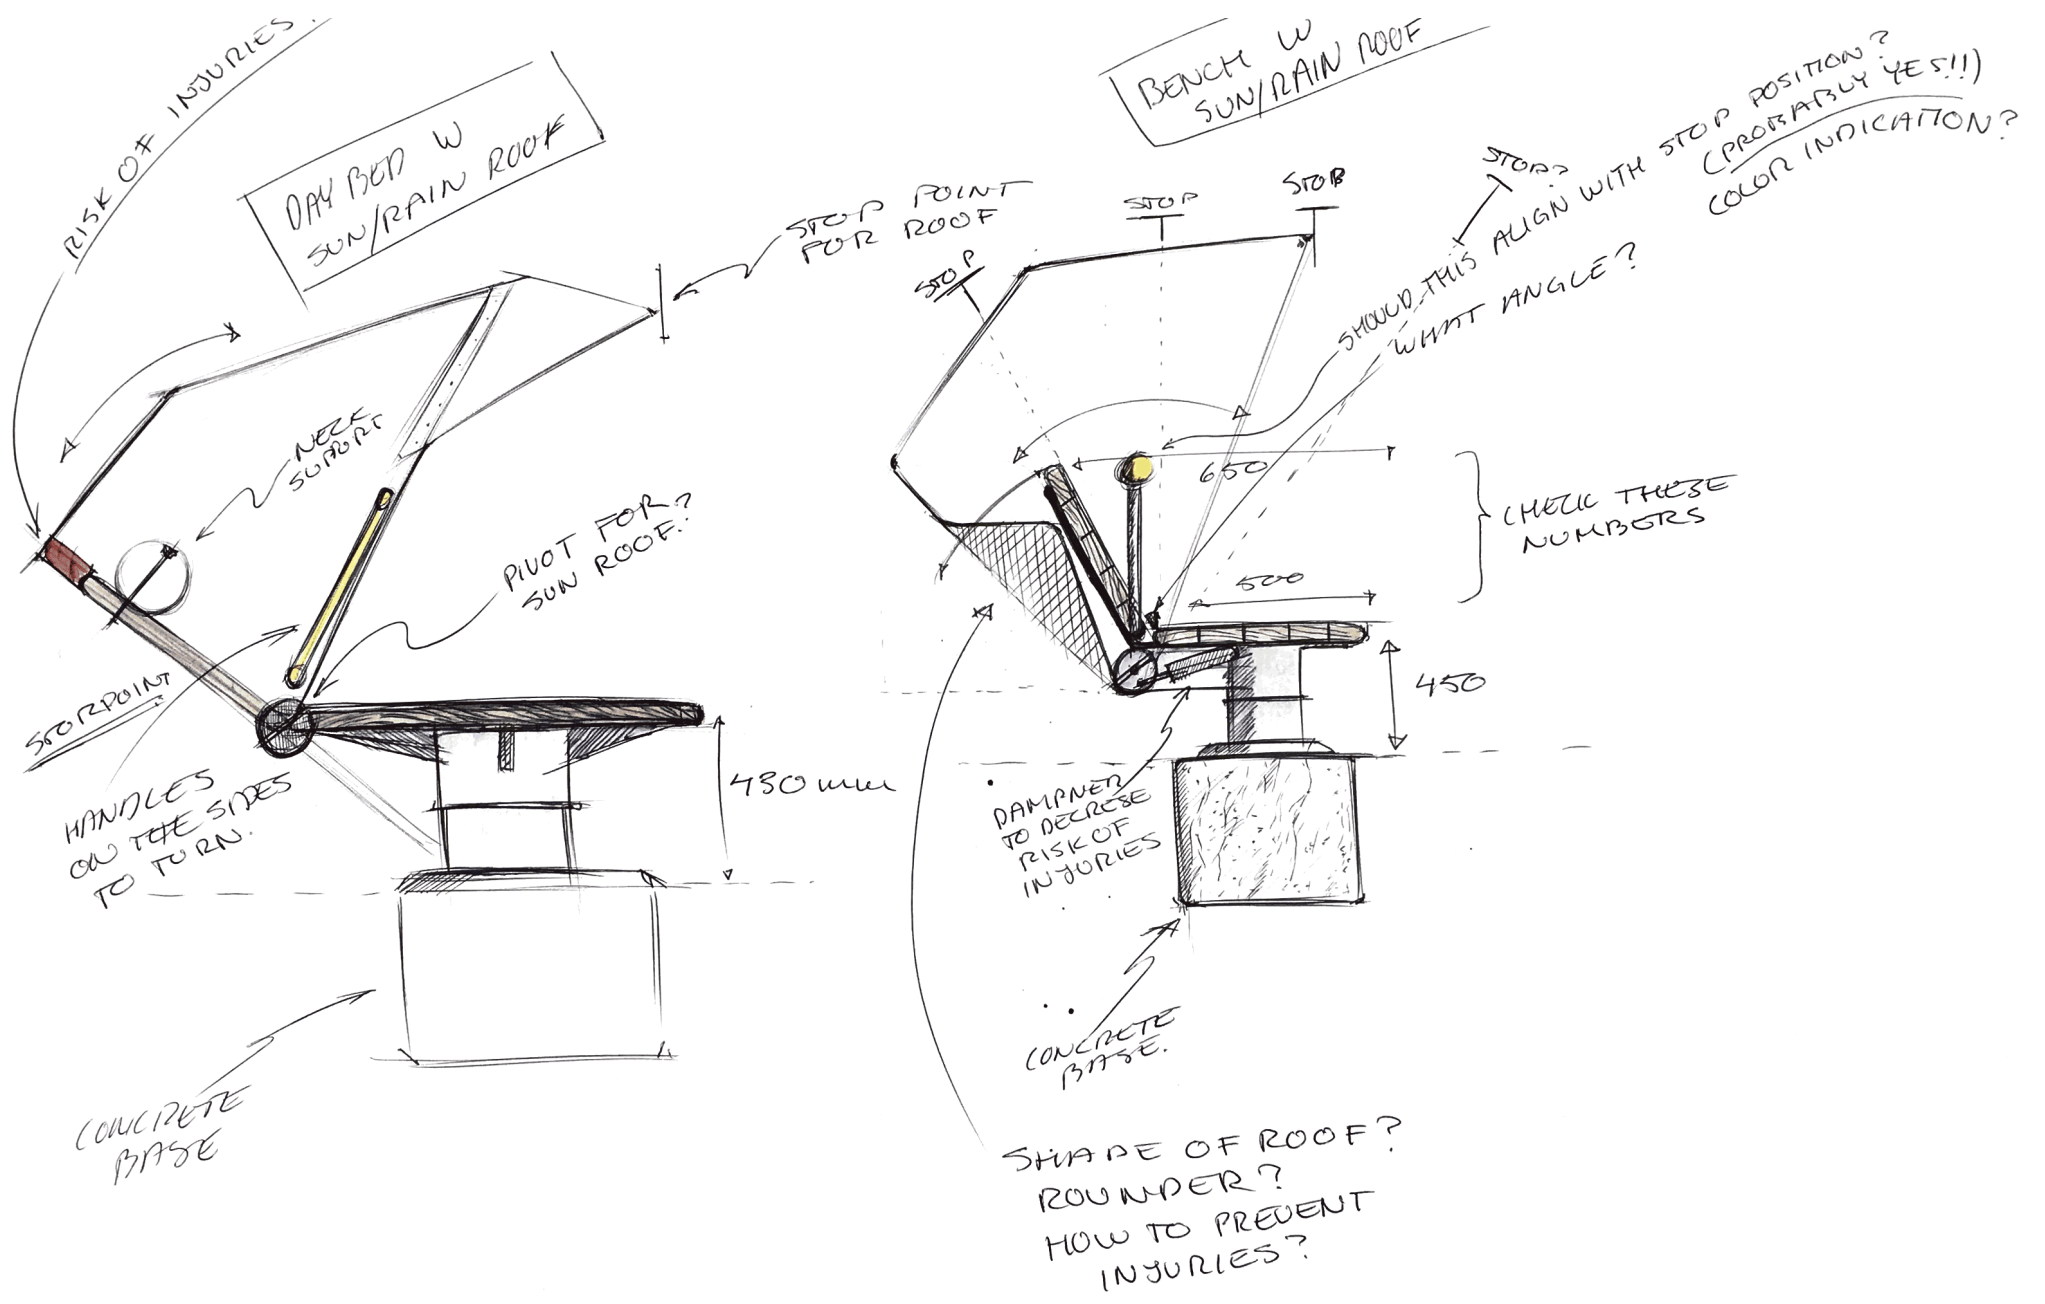 RISK OF INJURIES.
DAY BED W
SUN/RAIN ROOF
STOP POINT
FOR ROOF
NECK
SUPPORT
PIVOT FOR
SUN ROOF?
STORPOINT
HANDLES
ON THE SIDES
TO TURN.
430 mm
CONCRETE
BASE
BENCH W
SUN/RAIN ROOF
STOP
STOP
STOP
STOP?
SHOULD THIS ALIGN WITH STOP POSITION?
(PROBABLY YES!!)
COLOR INDICATION?
WHAT ANGLE?
650
500
CHECK THESE
NUMBERS
450
DAMPNER
TO DECRESE
RISK OF
INJURIES
CONCRETE
BASE.
SHAPE OF ROOF?
ROUNDER?
HOW TO PREVENT
INJURIES?